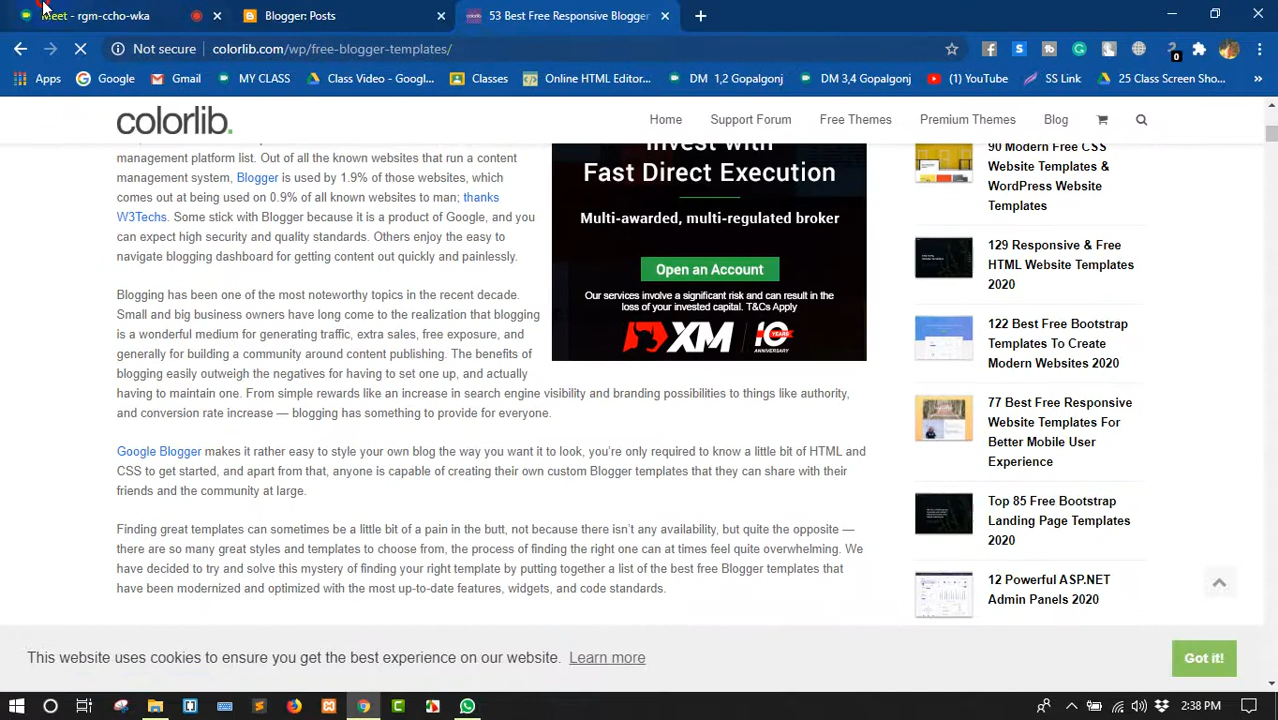 Meet - rgm-ccho-wka
Blogger: Posts
53 Best Free Responsive Blogger
Not secure
colorlib.com/wp/free-blogger-templates/
0
Apps
Google
Gmail
MY CLASS
Class Video - Googl...
Classes
Online HTML Editor...
DM 1,2 Gopalgonj
DM 3,4 Gopalgonj
(1) YouTube
SS Link
25 Class Screen Sho...
»
colorlib.
Home
Support Forum
Free Themes
Premium Themes
Blog
management platform list. Out of all the known websites that run a content
management system, Blogger is used by 1.9% of those websites, which
comes out at being used on 0.9% of all known websites to man; thanks
W3Techs. Some stick with Blogger because it is a product of Google, and you
can expect high security and quality standards. Others enjoy the easy to
navigate blogging dashboard for getting content out quickly and painlessly.
Blogging has been one of the most noteworthy topics in the recent decade.
Small and big business owners have long come to the realization that blogging
is a wonderful medium for generating traffic, extra sales, free exposure, and
generally for building a community around content publishing. The benefits of
blogging easily outweigh the negatives for having to set one up, and actually
having to maintain one. From simple rewards like an increase in search engine visibility and branding possibilities to things like authority,
and conversion rate increase — blogging has something to provide for everyone.
Google Blogger makes it rather easy to style your own blog the way you want it to look, you're only required to know a little bit of HTML and
CSS to get started, and apart from that, anyone is capable of creating their own custom Blogger templates that they can share with their
friends and the community at large.
Finding great templates can sometimes be a little bit of a pain in the butt, not because there isn't any availability, but quite the opposite —
there are so many great styles and templates to choose from, the process of finding the right one can at times feel quite overwhelming. We
have decided to try and solve this mystery of finding your right template by putting together a list of the best free Blogger templates that
have been modernized and optimized with the most up-to-date features, widgets, and code standards.
Invest with
Fast Direct Execution
Multi-awarded, multi-regulated broker
Open an Account
Our services involve a significant risk and can result in the
loss of your invested capital. T&Cs Apply
XM
10
YEARS
ANNIVERSARY
90 Modern Free CSS
Website Templates &
WordPress Website
Templates
129 Responsive & Free
HTML Website Templates
2020
122 Best Free Bootstrap
Templates To Create
Modern Websites 2020
77 Best Free Responsive
Website Templates For
Better Mobile User
Experience
Top 85 Free Bootstrap
Landing Page Templates
2020
12 Powerful ASP.NET
Admin Panels 2020
This website uses cookies to ensure you get the best experience on our website. Learn more
Got it!
2:38 PM